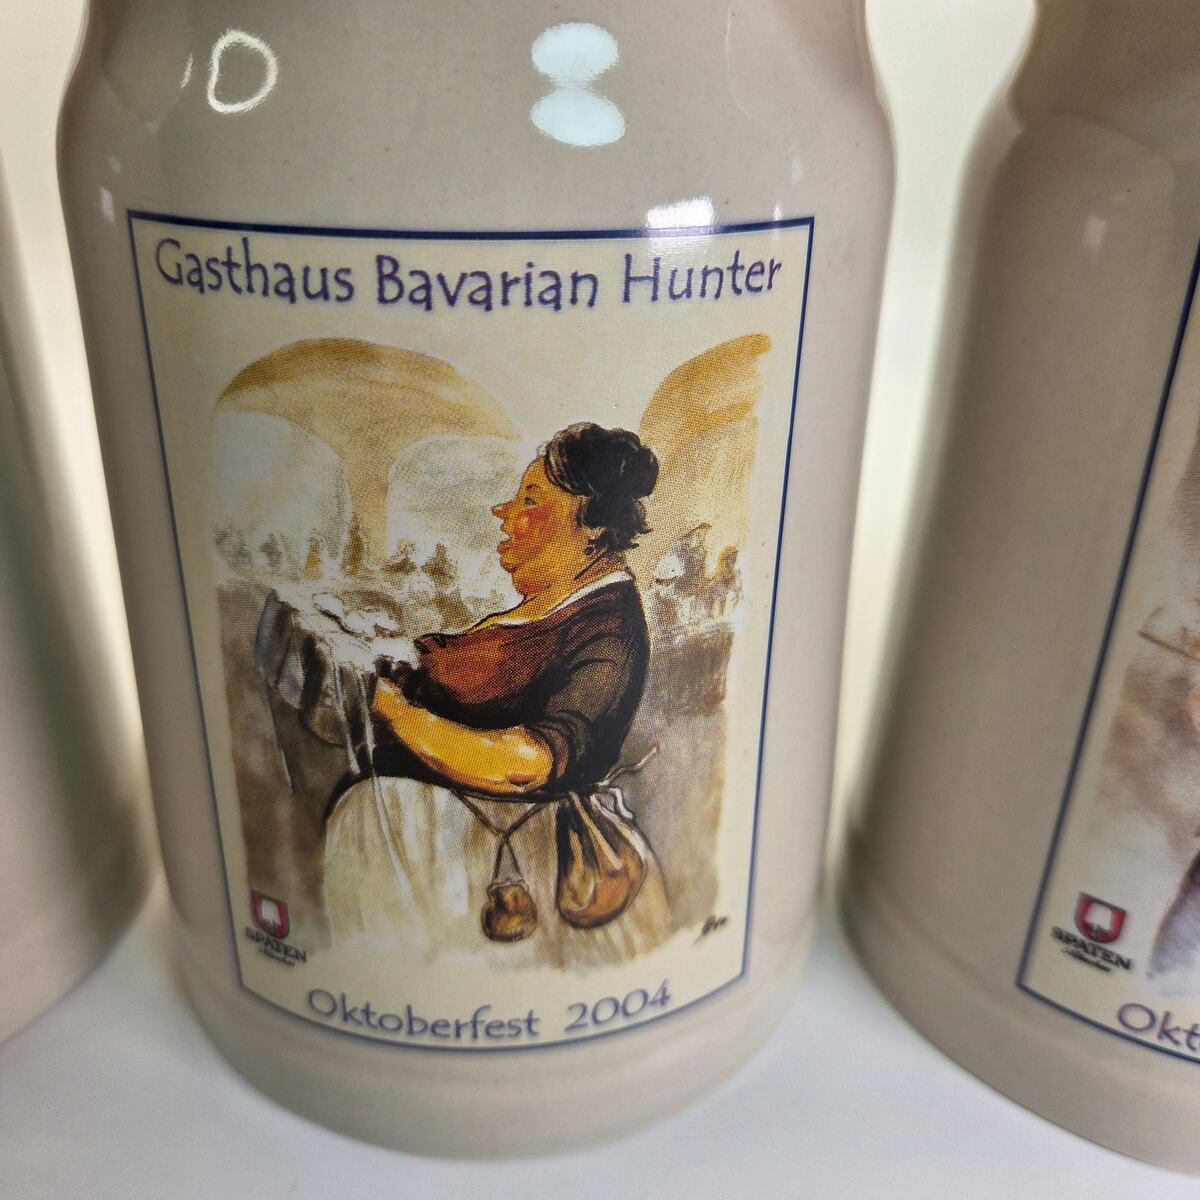 Gasthaus Bavarian Hunter
SPATEN
Oktoberfest 2004
SPATEN
Okt